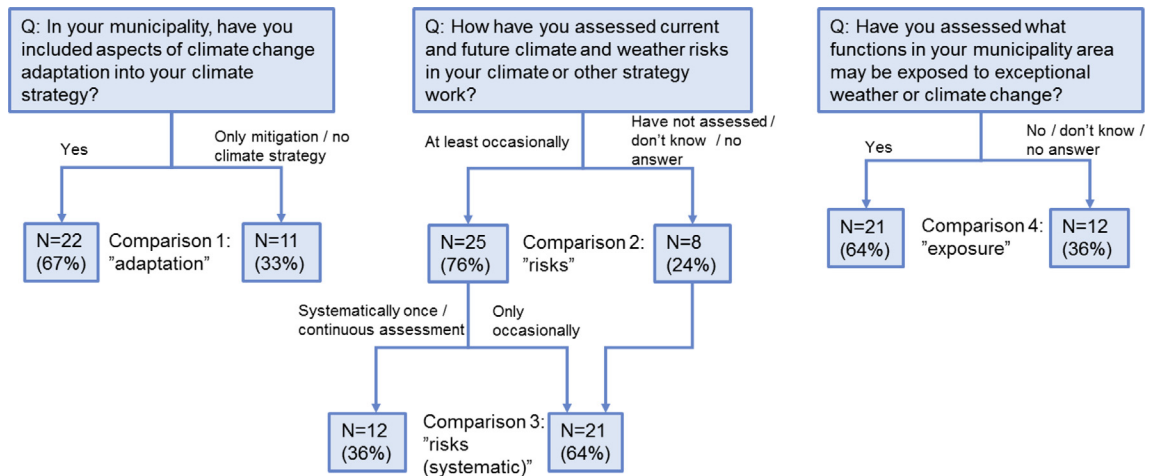 Q: In your municipality, have you
included aspects of climate change
adaptation into your climate
strategy?
Yes
Only mitigation / no
climate strategy
N=22
(67%)
Comparison 1:
”adaptation”
N=11
(33%)
Q: How have you assessed current
and future climate and weather risks
in your climate or other strategy
work?
At least occasionally
Have not assessed /
don’t know / no
answer
N=25
(76%)
Comparison 2:
”risks”
N=8
(24%)
Systematically once /
continuous assessment
Only
occasionally
N=12
(36%)
Comparison 3:
”risks
(systematic)”
N=21
(64%)
Q: Have you assessed what
functions in your municipality area
may be exposed to exceptional
weather or climate change?
Yes
No / don’t know /
no answer
N=21
(64%)
Comparison 4:
”exposure”
N=12
(36%)